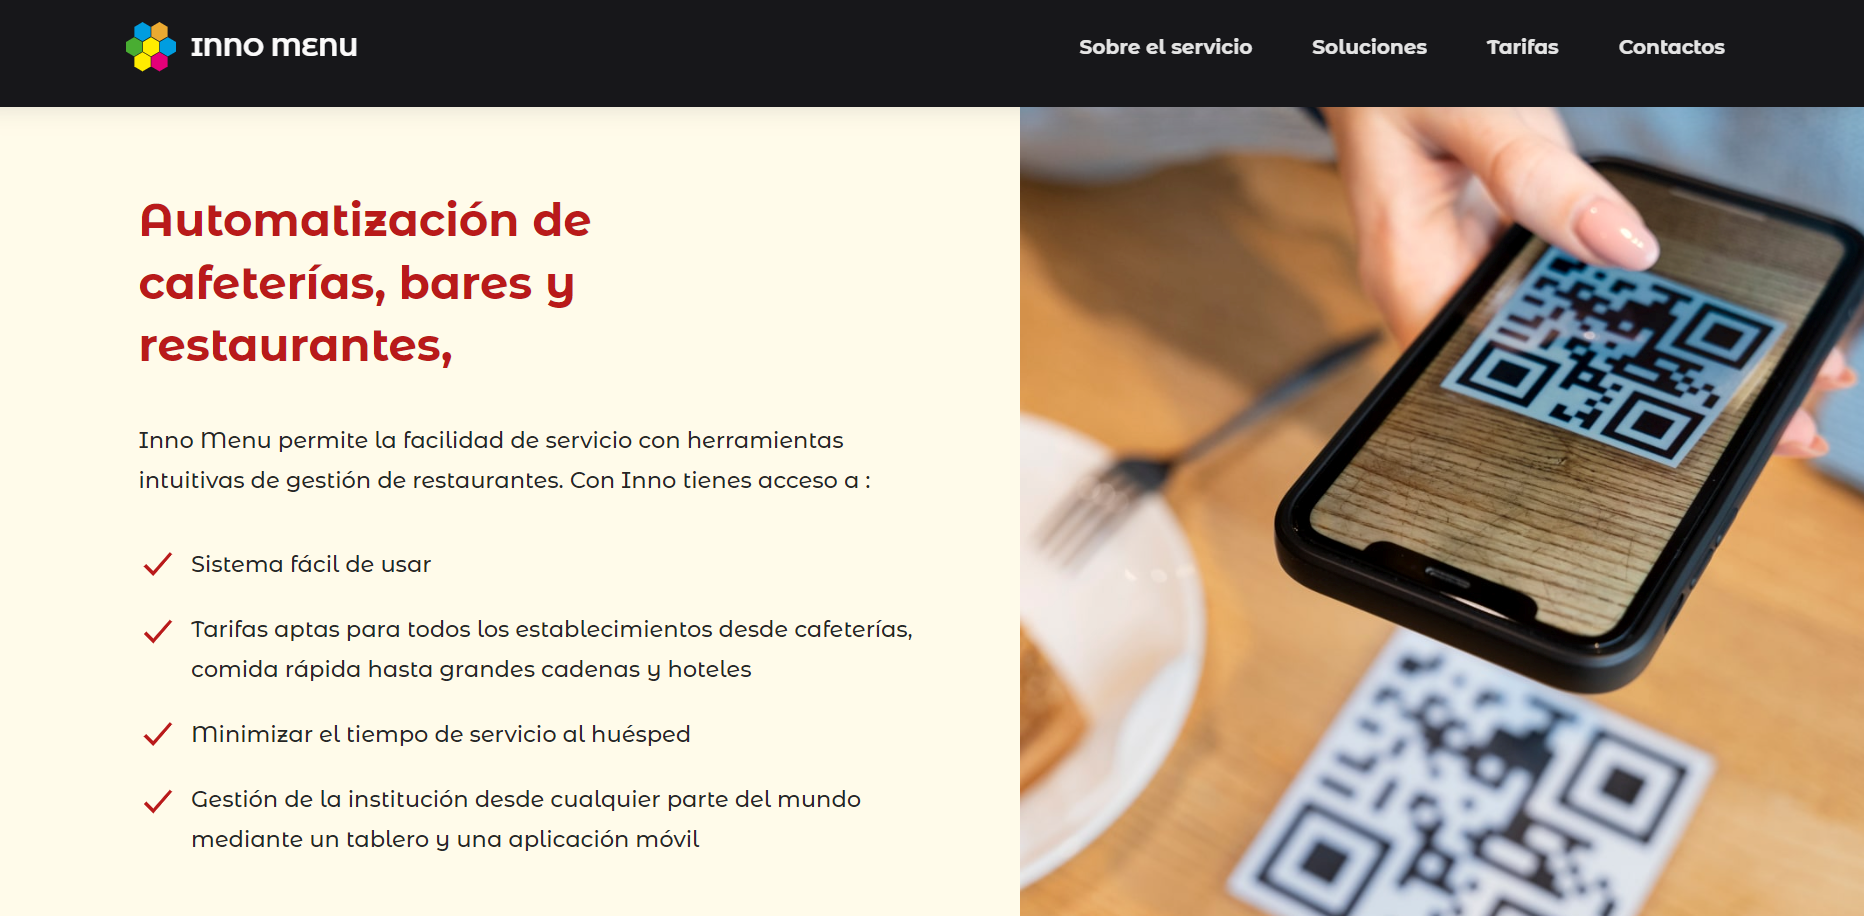 Inno menu
Sobre el servicio
Soluciones
Tarifas
Contactos
Automatización de
cafeterías, bares y
restaurantes,
Inno Menu permite la facilidad de servicio con herramientas
intuitivas de gestión de restaurantes. Con Inno tienes acceso a :
Sistema fácil de usar
Tarifas aptas para todos los establecimientos desde cafeterías,
comida rápida hasta grandes cadenas y hoteles
Minimizar el tiempo de servicio al huésped
Gestión de la institución desde cualquier parte del mundo
mediante un tablero y una aplicación móvil